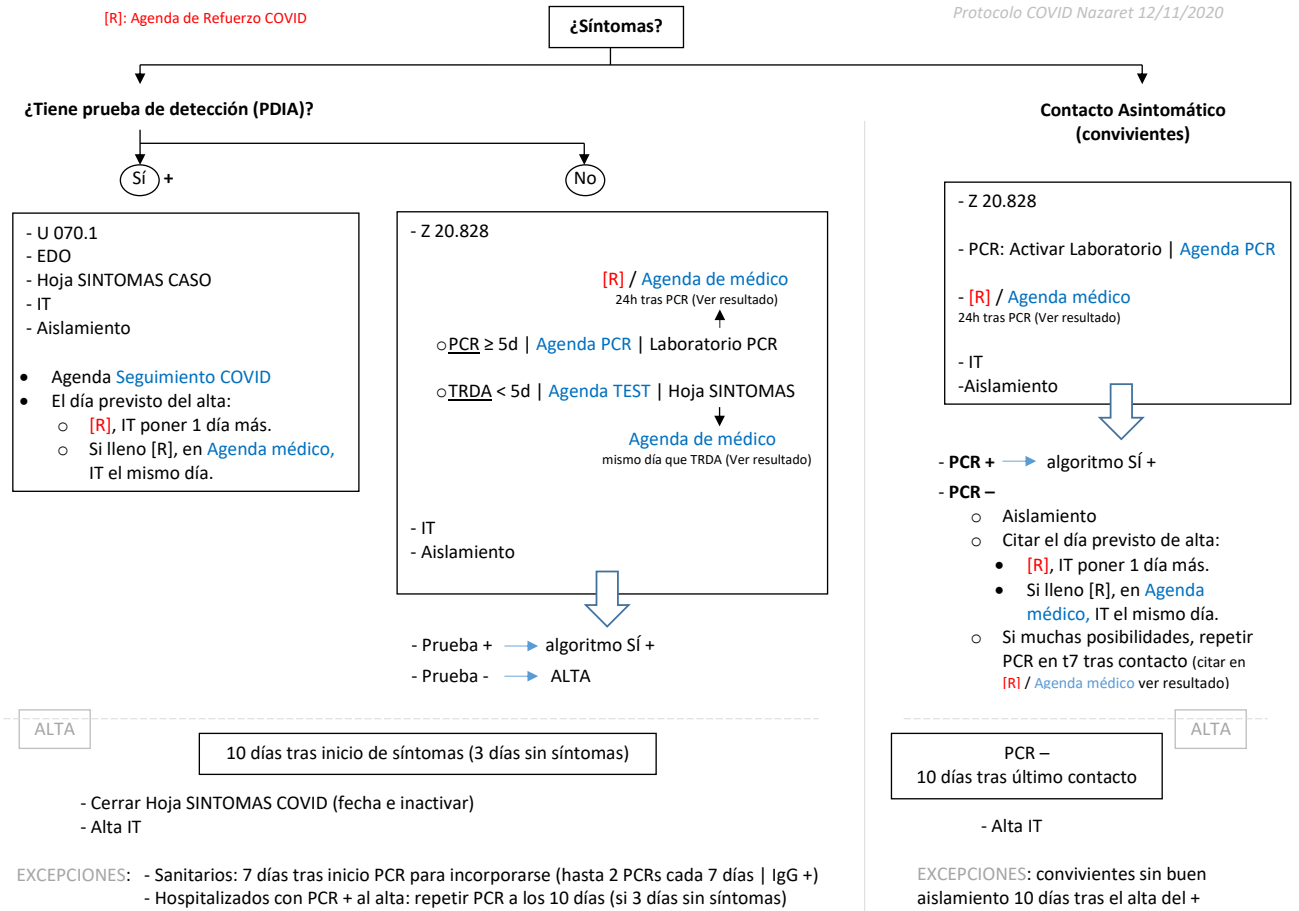 [R]: Agenda de Refuerzo COVID
Protocolo COVID Nazaret 12/11/2020
¿Síntomas?
¿Tiene prueba de detección (PDIA)?
Sí +
No
- U 070.1
- EDO
- Hoja SINTOMAS CASO
- IT
- Aislamiento
• Agenda Seguimiento COVID
• El día previsto del alta:
o [R], IT poner 1 día más.
o Si lleno [R], en Agenda médico,
IT el mismo día.
- Z 20.828
[R] / Agenda de médico
24h tras PCR (Ver resultado)
o PCR ≥ 5d | Agenda PCR | Laboratorio PCR
o TRDA < 5d | Agenda TEST | Hoja SINTOMAS
Agenda de médico
mismo día que TRDA (Ver resultado)
- IT
- Aislamiento
- Prueba + algoritmo SÍ +
- Prueba - ALTA
Contacto Asintomático
(convivientes)
- Z 20.828
- PCR: Activar Laboratorio | Agenda PCR
- [R] / Agenda médico
24h tras PCR (Ver resultado)
- IT
-Aislamiento
- PCR + algoritmo SÍ +
- PCR –
o Aislamiento
o Citar el día previsto de alta:
• [R], IT poner 1 día más.
• Si lleno [R], en Agenda
médico, IT el mismo día.
o Si muchas posibilidades, repetir
PCR en t7 tras contacto (citar en
[R] / Agenda médico ver resultado)
ALTA
10 días tras inicio de síntomas (3 días sin síntomas)
- Cerrar Hoja SINTOMAS COVID (fecha e inactivar)
- Alta IT
EXCEPCIONES: - Sanitarios: 7 días tras inicio PCR para incorporarse (hasta 2 PCRs cada 7 días | IgG +)
- Hospitalizados con PCR + al alta: repetir PCR a los 10 días (si 3 días sin síntomas)
ALTA
PCR –
10 días tras último contacto
- Alta IT
EXCEPCIONES: convivientes sin buen
aislamiento 10 días tras el alta del +